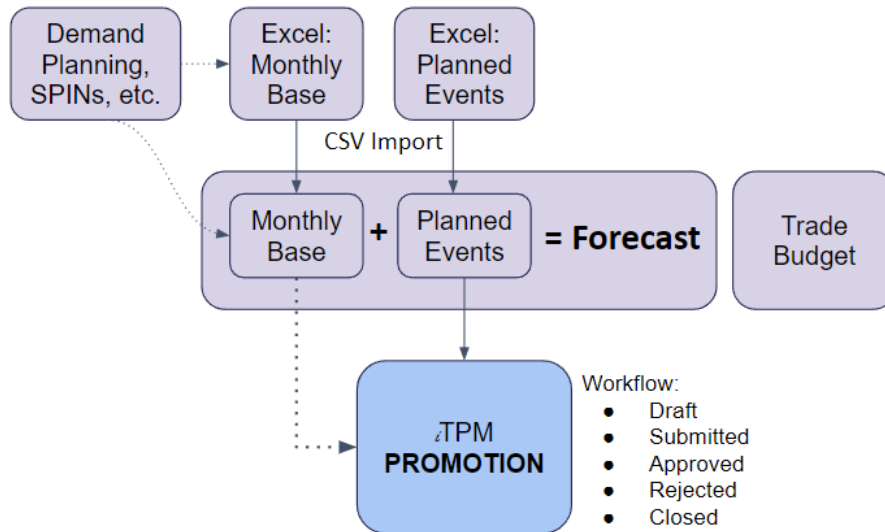 Demand
Planning,
SPINs, etc.
Excel:
Monthly
Base
Excel:
Planned
Events
CSV Import
Monthly
Base
+
Planned
Events
= Forecast
Trade
Budget
iTPM
PROMOTION
Workflow:
● Draft
● Submitted
● Approved
● Rejected
● Closed